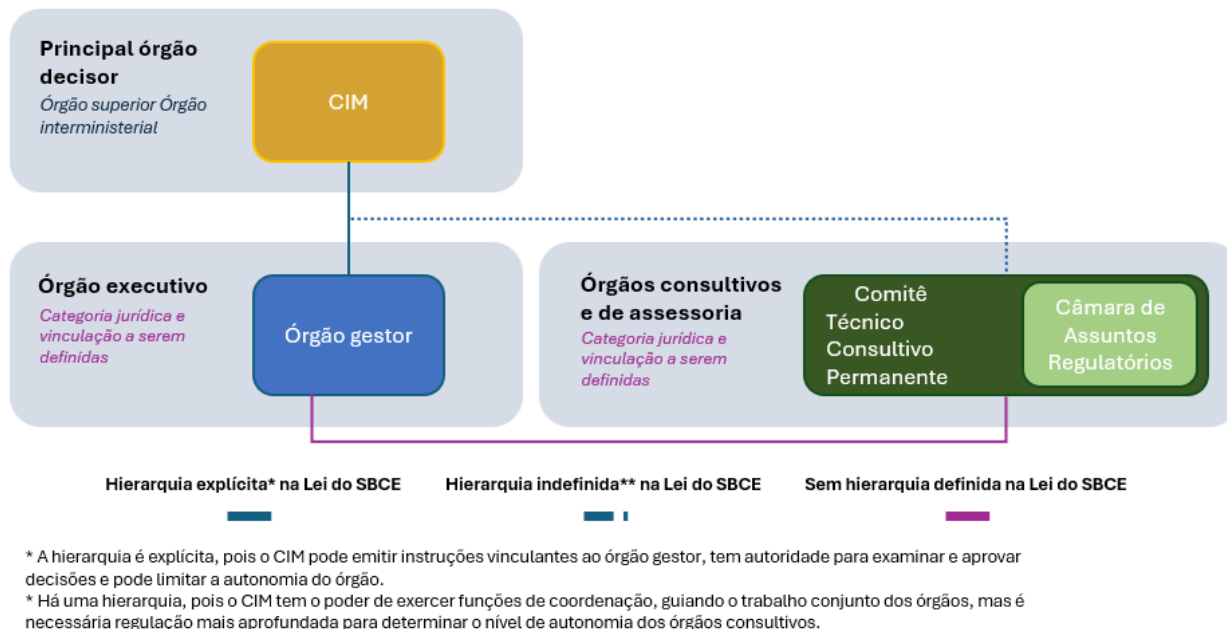 Principal órgão
decisor
Órgão superior Órgão
interministerial
CIM
Órgão executivo
Categoria jurídica e
vinculação a serem
definidas
Órgão gestor
Órgãos consultivos
e de assessoria
Categoria jurídica e
vinculação a serem
definidas
Comitê
Técnico
Consultivo
Permanente
Câmara de
Assuntos
Regulatórios
Hierarquia explícita* na Lei do SBCE
Hierarquia indefinida** na Lei do SBCE
Sem hierarquia definida na Lei do SBCE
* A hierarquia é explícita, pois o CIM pode emitir instruções vinculantes ao órgão gestor, tem autoridade para examinar e aprovar
decisões e pode limitar a autonomia do órgão.
* Há uma hierarquia, pois o CIM tem o poder de exercer funções de coordenação, guiando o trabalho conjunto dos órgãos, mas é
necessária regulação mais aprofundada para determinar o nível de autonomia dos órgãos consultivos.